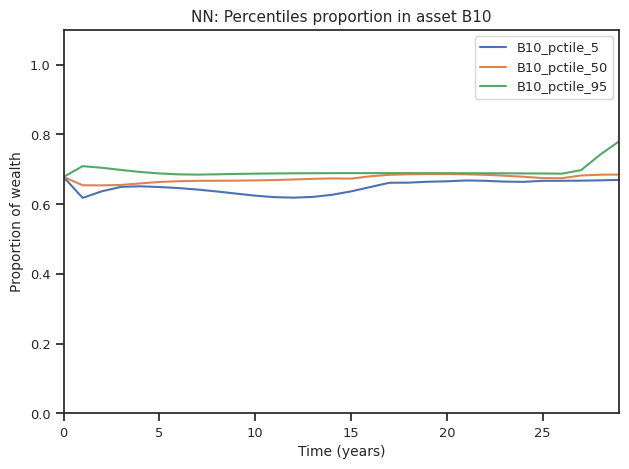 NN: Percentiles proportion in asset B10
B10_pctile_5
B10_pctile_50
B10_pctile_95
Proportion of wealth
1.0
0.8
0.6
0.4
0.2
0.0
0 5 10 15 20 25
Time (years)